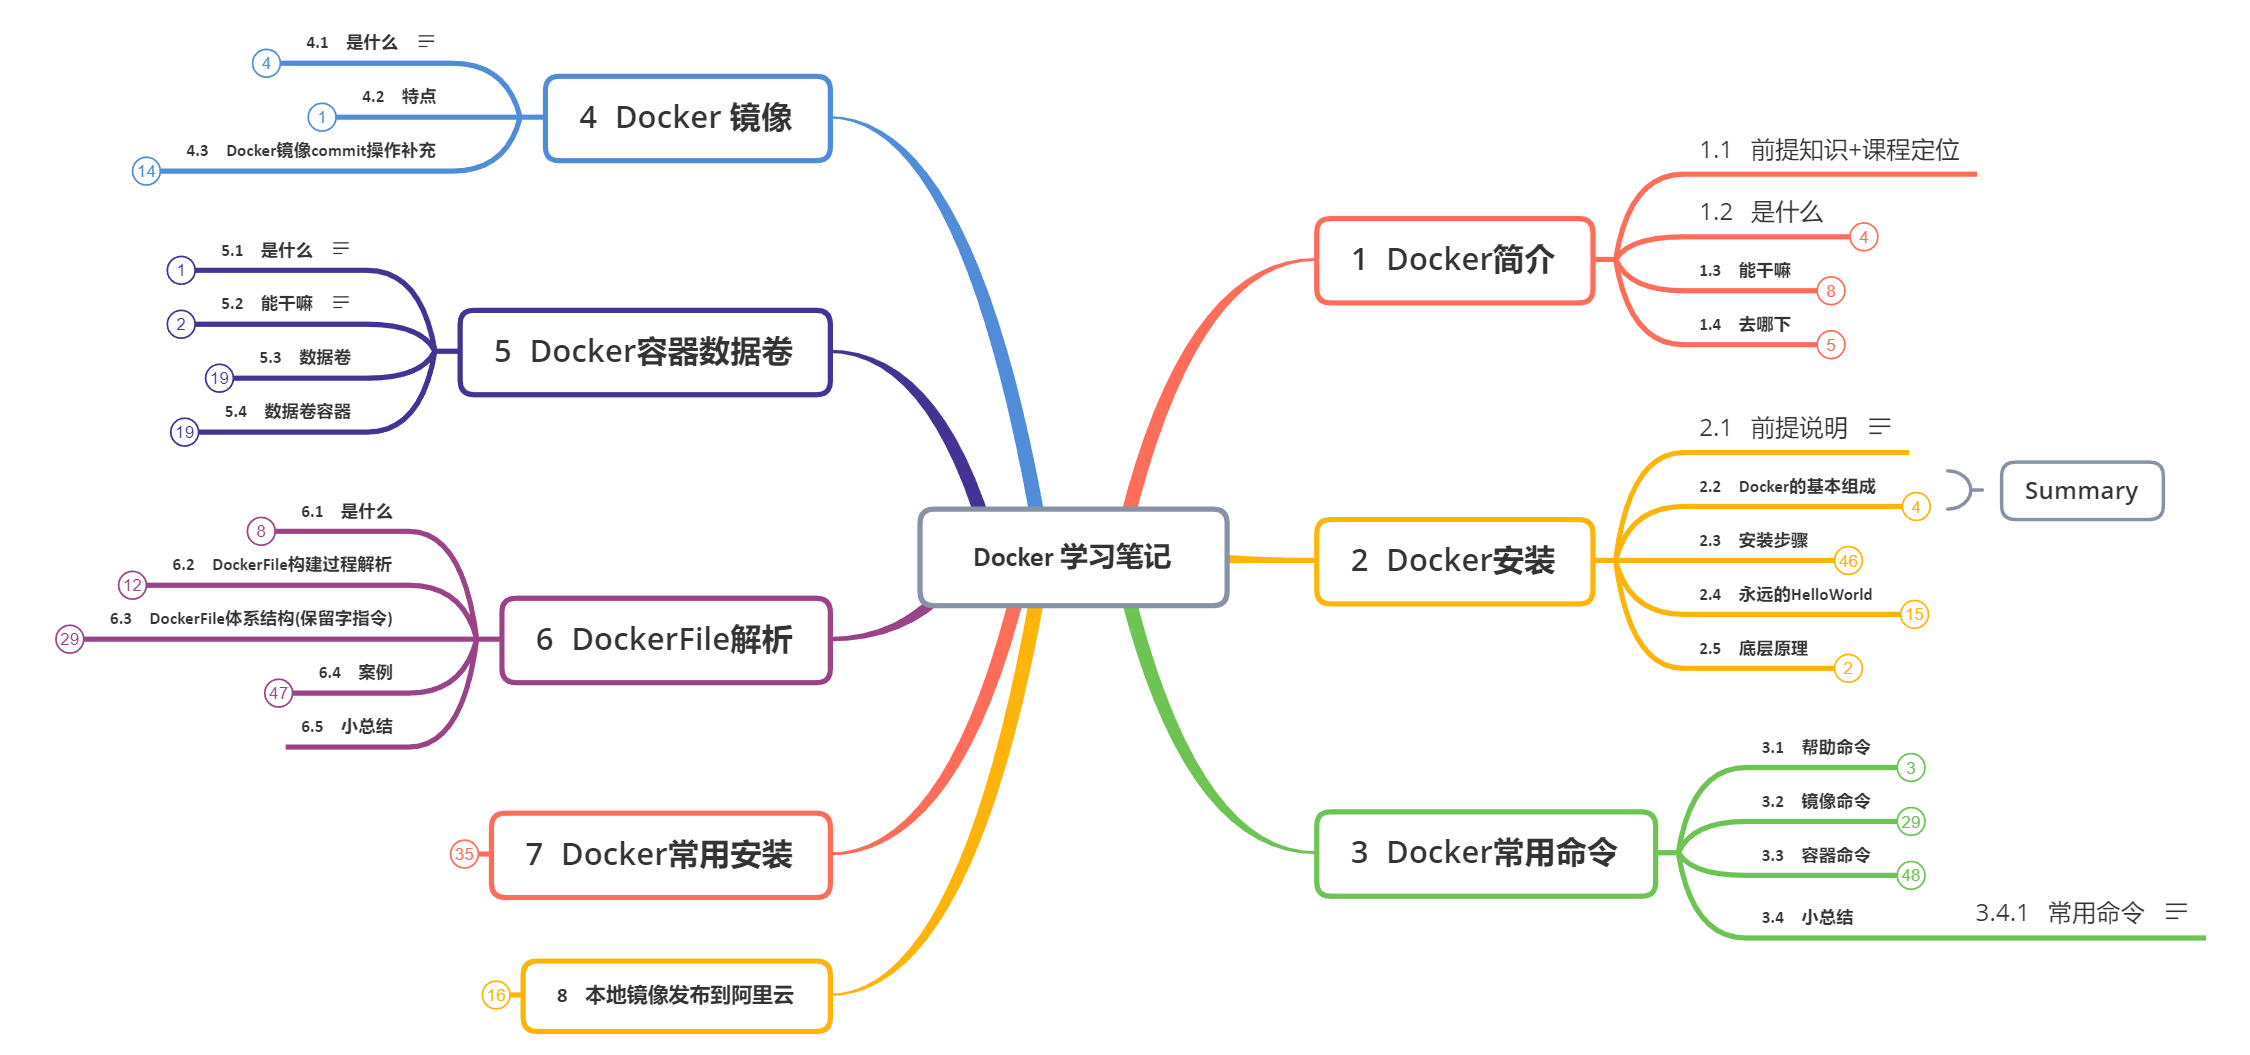 Docker 学习笔记
1 Docker简介
1.1 前提知识+课程定位
1.2 是什么
4
1.3 能干嘛
8
1.4 去哪下
5
2 Docker安装
2.1 前提说明
2.2 Docker的基本组成
4
Summary
2.3 安装步骤
46
2.4 永远的HelloWorld
15
2.5 底层原理
2
3 Docker常用命令
3.1 帮助命令
3
3.2 镜像命令
29
3.3 容器命令
48
3.4 小总结
3.4.1 常用命令
4 Docker 镜像
4.1 是什么
4
4.2 特点
1
4.3 Docker镜像commit操作补充
14
5 Docker容器数据卷
5.1 是什么
1
5.2 能干嘛
2
5.3 数据卷
19
5.4 数据卷容器
19
6 DockerFile解析
6.1 是什么
8
6.2 DockerFile构建过程解析
12
6.3 DockerFile体系结构(保留字指令)
29
6.4 案例
47
6.5 小总结
7 Docker常用安装
35
8 本地镜像发布到阿里云
16